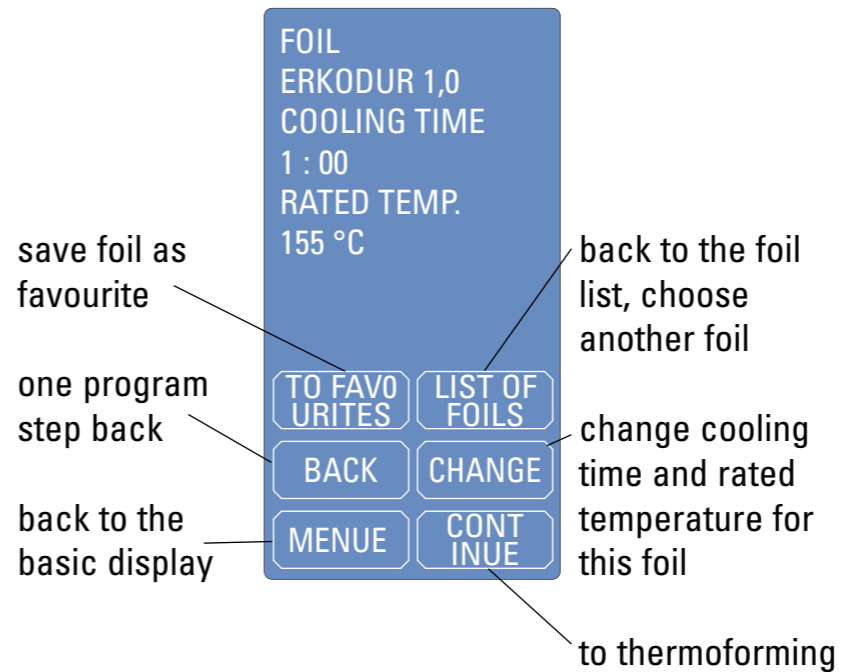 FOIL
ERKODUR 1,0
COOLING TIME
1 : 00
RATED TEMP.
155 °C
save foil as
favourite
back to the foil
list, choose
another foil
TO FAVO
URITES
LIST OF
FOILS
one program
step back
BACK
CHANGE
change cooling
time and rated
temperature for
this foil
back to the
basic display
MENUE
CONT
INUE
to thermoforming